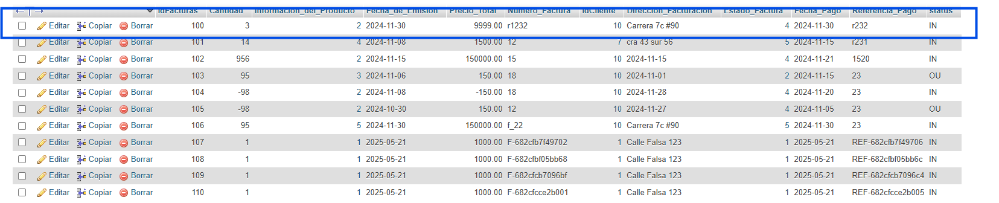 idFacturas Cantidad Informacion_del_Producto Fecha_de_Emision Precio_Total Numero_Factura idCliente Direccion_Facturacion Estado_Factura Fecha_Pago Referencia_Pago status
Editar Copiar Borrar 100 3 2 2024-11-30 9999.00 r1232 10 Carrera 7c #90 4 2024-11-30 r232 IN
Editar Copiar Borrar 101 14 4 2024-11-08 1500.00 12 7 cra 43 sur 56 5 2024-11-15 r231 IN
Editar Copiar Borrar 102 956 2 2024-11-15 150000.00 15 10 2024-11-15 4 2024-11-21 1520 IN
Editar Copiar Borrar 103 95 3 2024-11-06 150.00 18 10 2024-11-01 2 2024-11-15 23 OU
Editar Copiar Borrar 104 -98 2 2024-11-08 -150.00 18 10 2024-11-28 4 2024-11-20 23 IN
Editar Copiar Borrar 105 -98 2 2024-10-30 150.00 12 10 2024-11-27 4 2024-11-05 23 OU
Editar Copiar Borrar 106 95 5 2024-11-30 150000.00 f_22 10 Carrera 7c #90 5 2024-11-30 23 IN
Editar Copiar Borrar 107 1 1 2025-05-21 1000.00 F-682cfb7f49702 1 Calle Falsa 123 1 2025-05-21 REF-682cfb7f49706 IN
Editar Copiar Borrar 108 1 1 2025-05-21 1000.00 F-682cfbf05bb68 1 Calle Falsa 123 1 2025-05-21 REF-682cfbf05bb6c IN
Editar Copiar Borrar 109 1 1 2025-05-21 1000.00 F-682cfcb7096bf 1 Calle Falsa 123 1 2025-05-21 REF-682cfcb7096c4 IN
Editar Copiar Borrar 110 1 1 2025-05-21 1000.00 F-682cfcce2b001 1 Calle Falsa 123 1 2025-05-21 REF-682cfcce2b005 IN